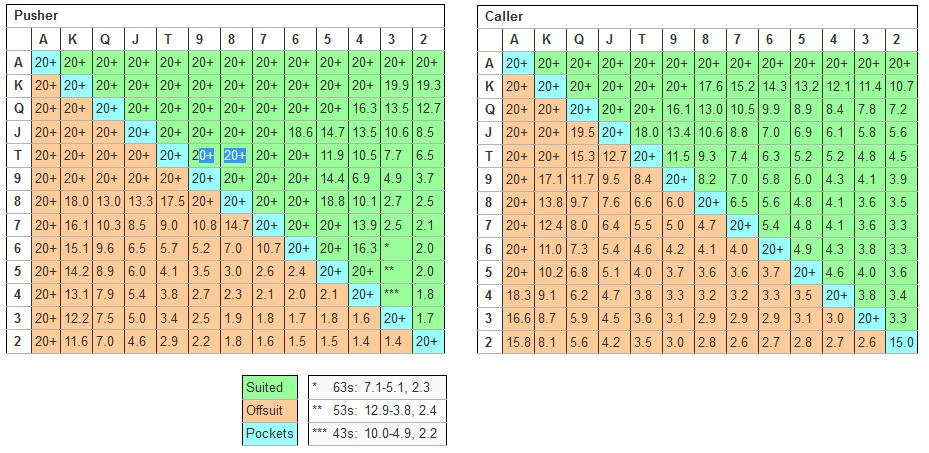 Pusher
A K Q J T 9 8 7 6 5 4 3 2
A 20+ 20+ 20+ 20+ 20+ 20+ 20+ 20+ 20+ 20+ 20+ 20+ 20+
K 20+ 20+ 20+ 20+ 20+ 20+ 20+ 20+ 20+ 20+ 20+ 19.9 19.3
Q 20+ 20+ 20+ 20+ 20+ 20+ 20+ 20+ 20+ 20+ 16.3 13.5 12.7
J 20+ 20+ 20+ 20+ 20+ 20+ 20+ 20+ 18.6 14.7 13.5 10.6 8.5
T 20+ 20+ 20+ 20+ 20+ 20+ 20+ 20+ 20+ 11.9 10.5 7.7 6.5
9 20+ 20+ 20+ 20+ 20+ 20+ 20+ 20+ 20+ 14.4 6.9 4.9 3.7
8 20+ 18.0 13.0 13.3 17.5 20+ 20+ 20+ 20+ 18.8 10.1 2.7 2.5
7 20+ 16.1 10.3 8.5 9.0 10.8 14.7 20+ 20+ 20+ 13.9 2.5 2.1
6 20+ 15.1 9.6 6.5 5.7 5.2 7.0 10.7 20+ 20+ 16.3 * 2.0
5 20+ 14.2 8.9 6.0 4.1 3.5 3.0 2.6 2.4 20+ 20+ ** 2.0
4 20+ 13.1 7.9 5.4 3.8 2.7 2.3 2.1 2.0 2.1 20+ *** 1.8
3 20+ 12.2 7.5 5.0 3.4 2.5 1.9 1.8 1.7 1.8 1.6 20+ 1.7
2 20+ 11.6 7.0 4.6 2.9 2.2 1.8 1.6 1.5 1.5 1.4 1.4 20+
Caller
A K Q J T 9 8 7 6 5 4 3 2
A 20+ 20+ 20+ 20+ 20+ 20+ 20+ 20+ 20+ 20+ 20+ 20+ 20+
K 20+ 20+ 20+ 20+ 20+ 20+ 17.6 15.2 14.3 13.2 12.1 11.4 10.7
Q 20+ 20+ 20+ 20+ 20+ 16.1 13.0 10.5 9.9 8.9 8.4 7.8 7.2
J 20+ 20+ 19.5 20+ 18.0 13.4 10.6 8.8 7.0 6.9 6.1 5.8 5.6
T 20+ 20+ 15.3 12.7 20+ 11.5 9.3 7.4 6.3 5.2 5.2 4.8 4.5
9 20+ 17.1 11.7 9.5 8.4 20+ 8.2 7.0 5.8 5.0 4.3 4.1 3.9
8 20+ 13.8 9.7 7.6 6.6 6.0 20+ 6.5 5.6 4.8 4.1 3.6 3.5
7 20+ 12.4 8.0 6.4 5.5 5.0 4.7 20+ 5.4 4.8 4.1 3.6 3.3
6 20+ 11.0 7.3 5.4 4.6 4.2 4.1 4.0 20+ 4.9 4.3 3.8 3.3
5 20+ 10.2 6.8 5.1 4.0 3.7 3.6 3.6 3.7 20+ 4.6 4.0 3.6
4 18.3 9.1 6.2 4.7 3.8 3.3 3.2 3.2 3.3 3.5 20+ 3.8 3.4
3 16.6 8.7 5.9 4.5 3.6 3.1 2.9 2.9 2.9 3.1 3.0 20+ 3.3
2 15.8 8.1 5.6 4.2 3.5 3.0 2.8 2.6 2.7 2.8 2.7 2.6 15.0
Suited * 63s: 7.1-5.1, 2.3
Offsuit ** 53s: 12.9-3.8, 2.4
Pockets *** 43s: 10.0-4.9, 2.2